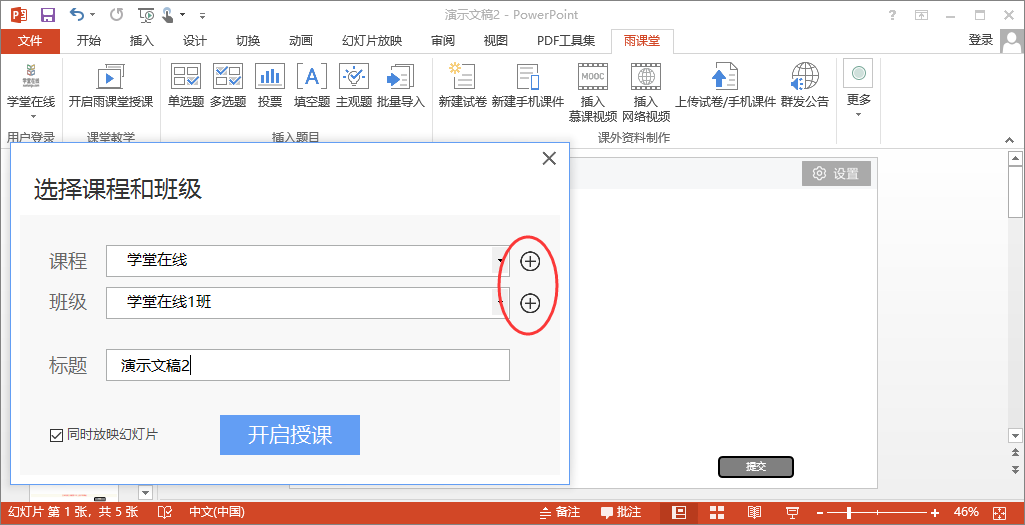 演示文稿2 - PowerPoint
文件 开始 插入 设计 切换 动画 幻灯片放映 审阅 视图 PDF工具集 雨课堂 登录
MOOC
学堂在线 开启雨课堂授课 单选题 多选题 投票 填空题 主观题 批量导入 新建试卷 新建手机课件 插入 插入 上传试卷/手机课件 群发公告 更多
慕课视频 网络视频
用户登录 课堂教学 插入题目 课外资料制作
设置
选择课程和班级
课程 学堂在线
班级 学堂在线1班
标题 演示文稿2
同时放映幻灯片 开启授课
提交
幻灯片 第 1 张，共 5 张 中文(中国) 备注 批注 46%